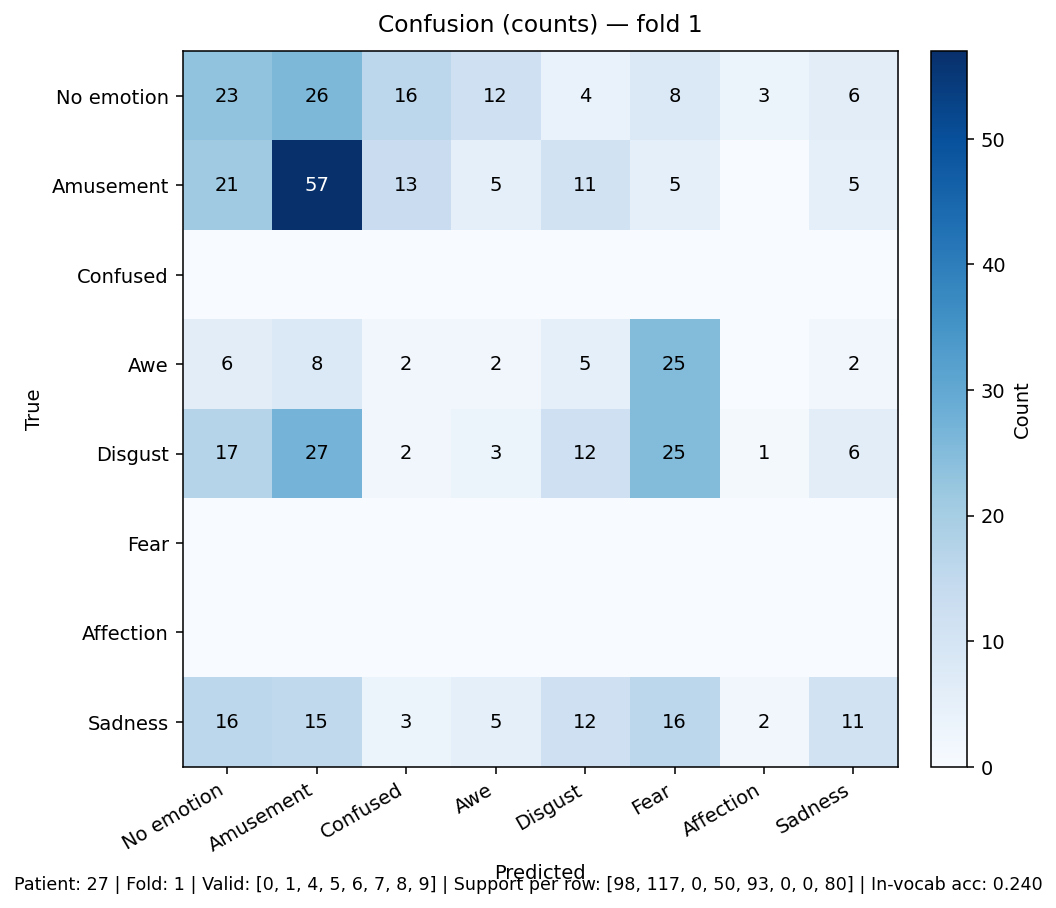 Confusion (counts) — fold 1
No emotion 23 26 16 12 4 8 3 6
Amusement 21 57 13 5 11 5 5
Confused
Awe 6 8 2 2 5 25 2
Disgust 17 27 2 3 12 25 1 6
Fear
Affection
Sadness 16 15 3 5 12 16 2 11
True
No emotion Amusement Confused Awe Disgust Fear Affection Sadness
Predicted
50
40
30
20
10
0
Count
Patient: 27 | Fold: 1 | Valid: [0, 1, 4, 5, 6, 7, 8, 9] | Support per row: [98, 117, 0, 50, 93, 0, 0, 80] | In-vocab acc: 0.240